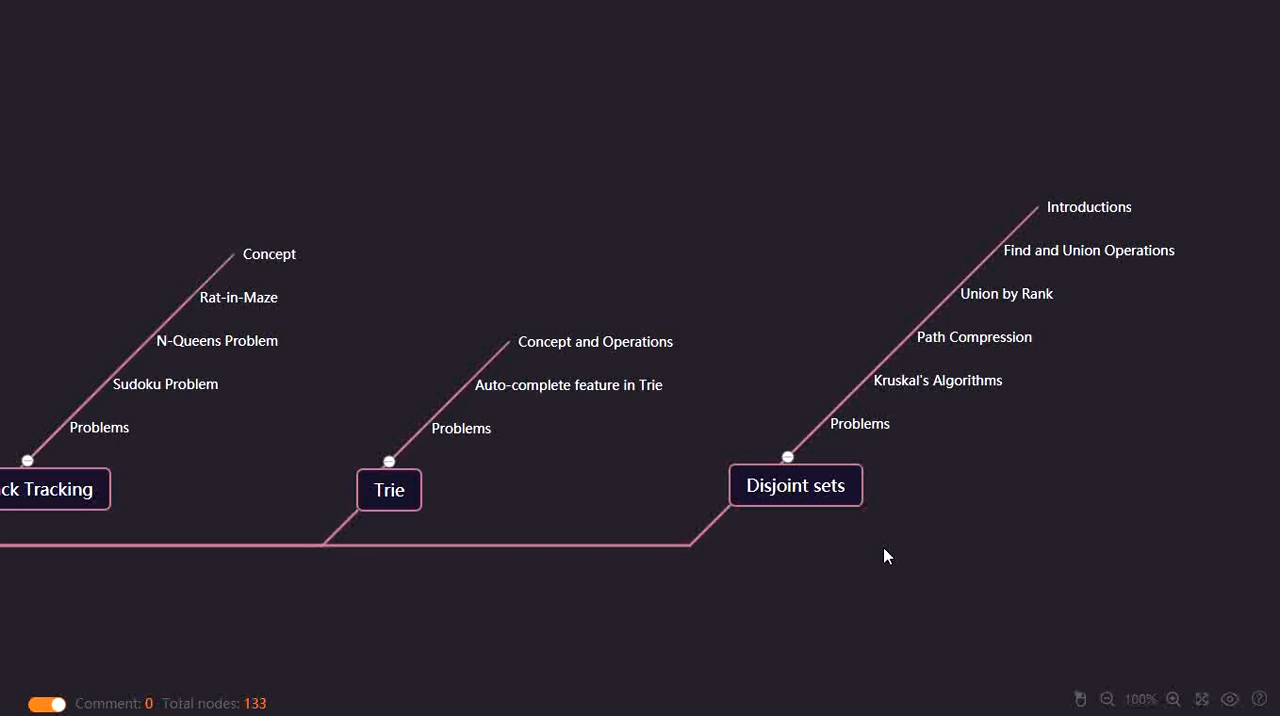 Concept
Rat-in-Maze
N-Queens Problem
Sudoku Problem
Problems
ck Tracking
Concept and Operations
Auto-complete feature in Trie
Problems
Trie
Introductions
Find and Union Operations
Union by Rank
Path Compression
Kruskal's Algorithms
Problems
Disjoint sets
Comment: 0 Total nodes: 133
100%